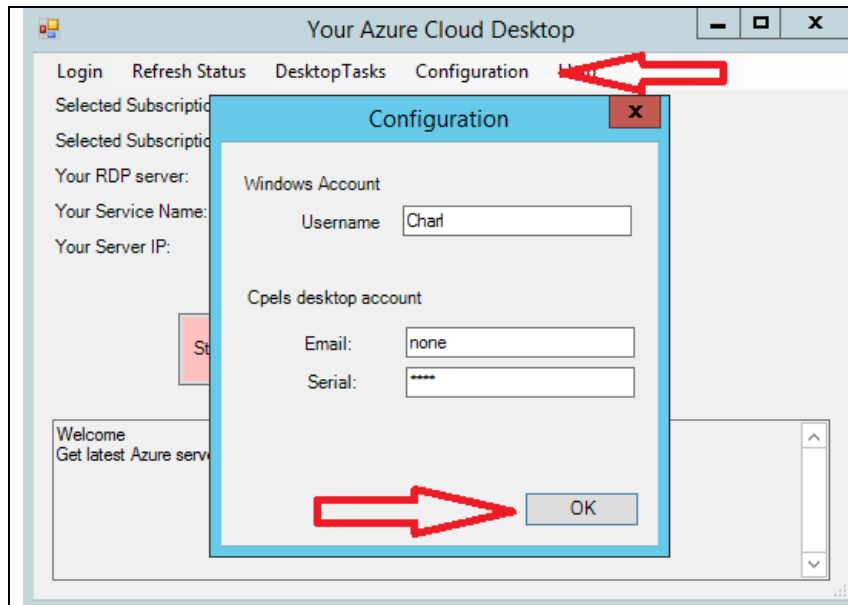 Your Azure Cloud Desktop
Login Refresh Status DesktopTasks Configuration
Selected Subscriptio
Selected Subscriptio
Your RDP server:
Your Service Name:
Your Server IP:
Configuration
x
Windows Account
Username Charl
Cpels desktop account
Email: none
Serial: ****
OK
St
Welcome
Get latest Azure serve